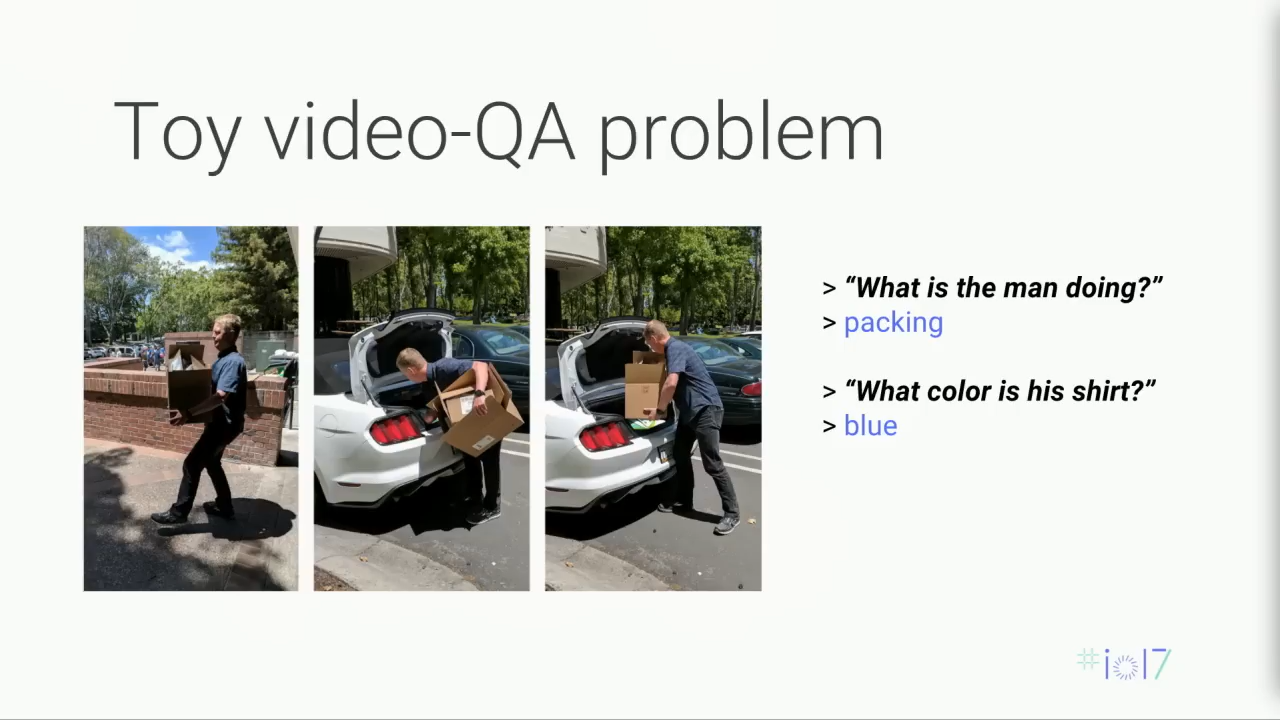 Toy video-QA problem
> “What is the man doing?”
> packing
> “What color is his shirt?”
> blue
#io17